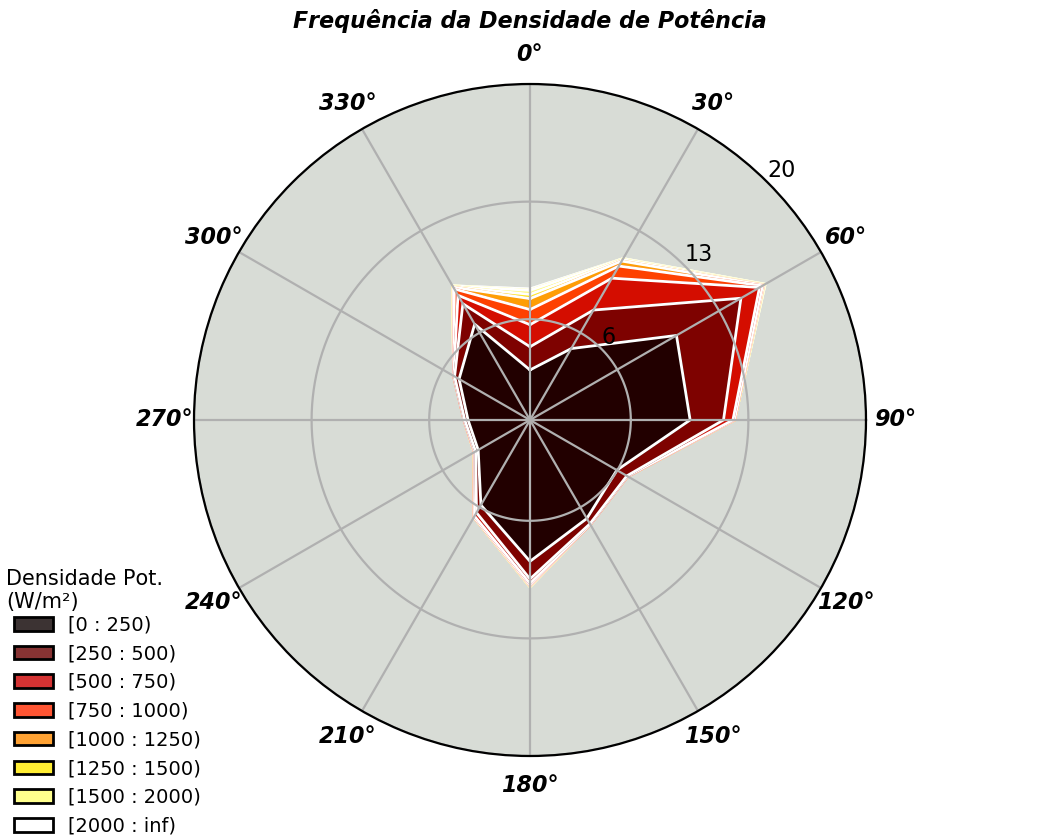 Frequência da Densidade de Potência
0°
330°
30°
20
300°
60°
13
6
270°
90°
Densidade Pot.
(W/m²)
240°
120°
[0 : 250)
[250 : 500)
[500 : 750)
[750 : 1000)
210°
150°
[1000 : 1250)
[1250 : 1500)
180°
[1500 : 2000)
[2000 : inf)